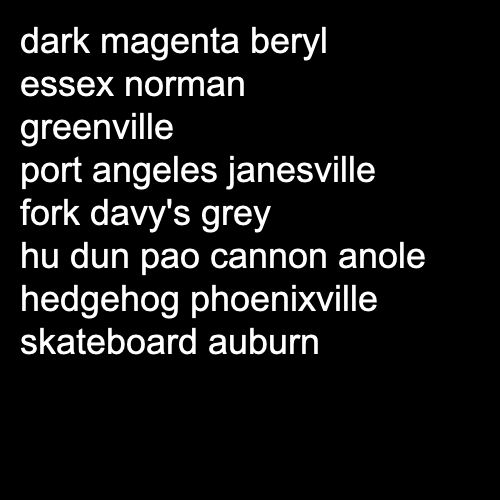 dark magenta beryl
essex norman
greenville
port angeles janesville
fork davy's grey
hu dun pao cannon anole
hedgehog phoenixville
skateboard auburn